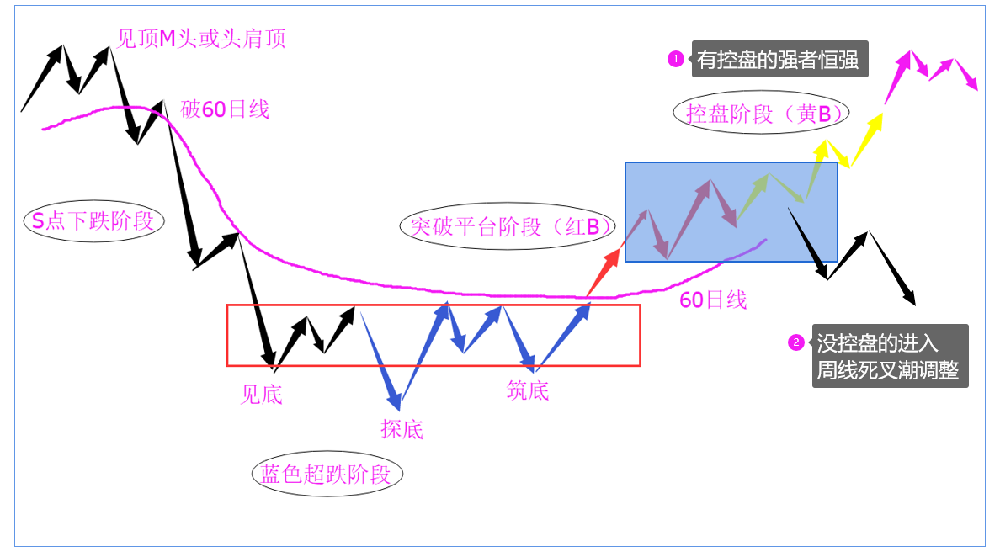 见顶M头或头肩顶
1
有控盘的强者恒强
破60日线
控盘阶段（黄B）
S点下跌阶段
突破平台阶段（红B）
60日线
2
没控盘的进入
周线死叉潮调整
见底
筑底
探底
蓝色超跌阶段